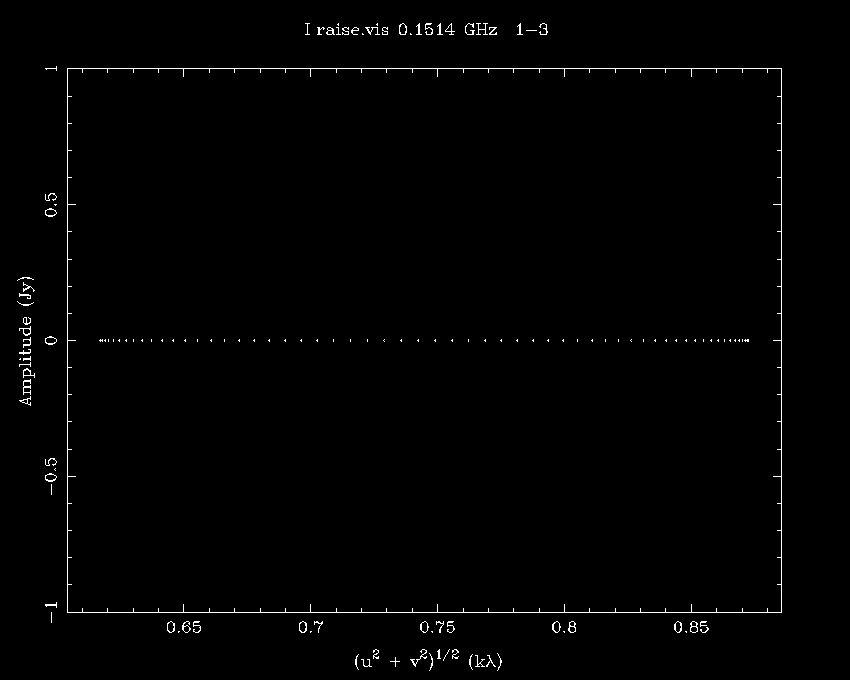 I raise.vis 0.1514 GHz 1−3
1
0.5
0
−0.5
−1
Amplitude (Jy)
0.65 0.7 0.75 0.8 0.85
(u² + v²)¹/² (kλ)